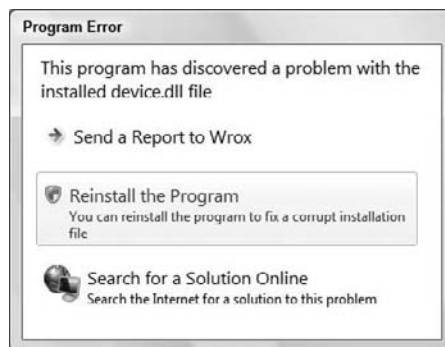 Program Error
This program has discovered a problem with the
installed device.dll file
Send a Report to Wrox
Reinstall the Program
You can reinstall the program to fix a corrupt installation
file
Search for a Solution Online
Search the Internet for a solution to this problem